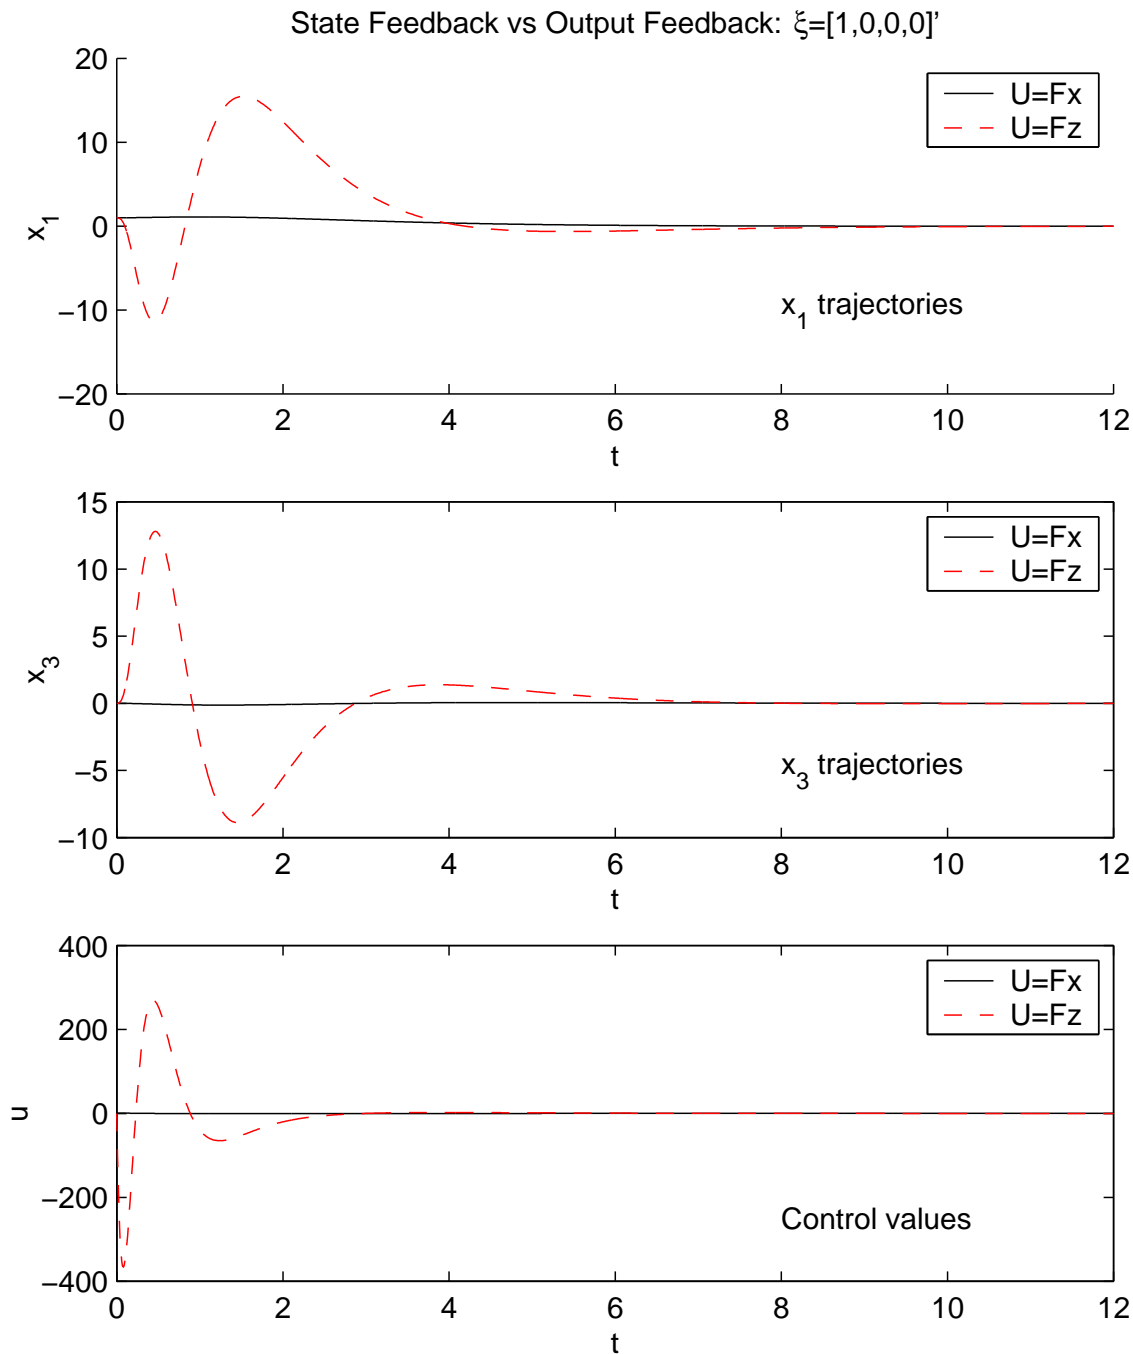 State Feedback vs Output Feedback: ξ=[1,0,0,0]’
20
10
0
−10
−20
x1
U=Fx
U=Fz
x1 trajectories
0 2 4 6 8 10 12
t
15
10
5
0
−5
−10
x3
U=Fx
U=Fz
x3 trajectories
0 2 4 6 8 10 12
t
400
200
0
−200
−400
u
U=Fx
U=Fz
Control values
0 2 4 6 8 10 12
t